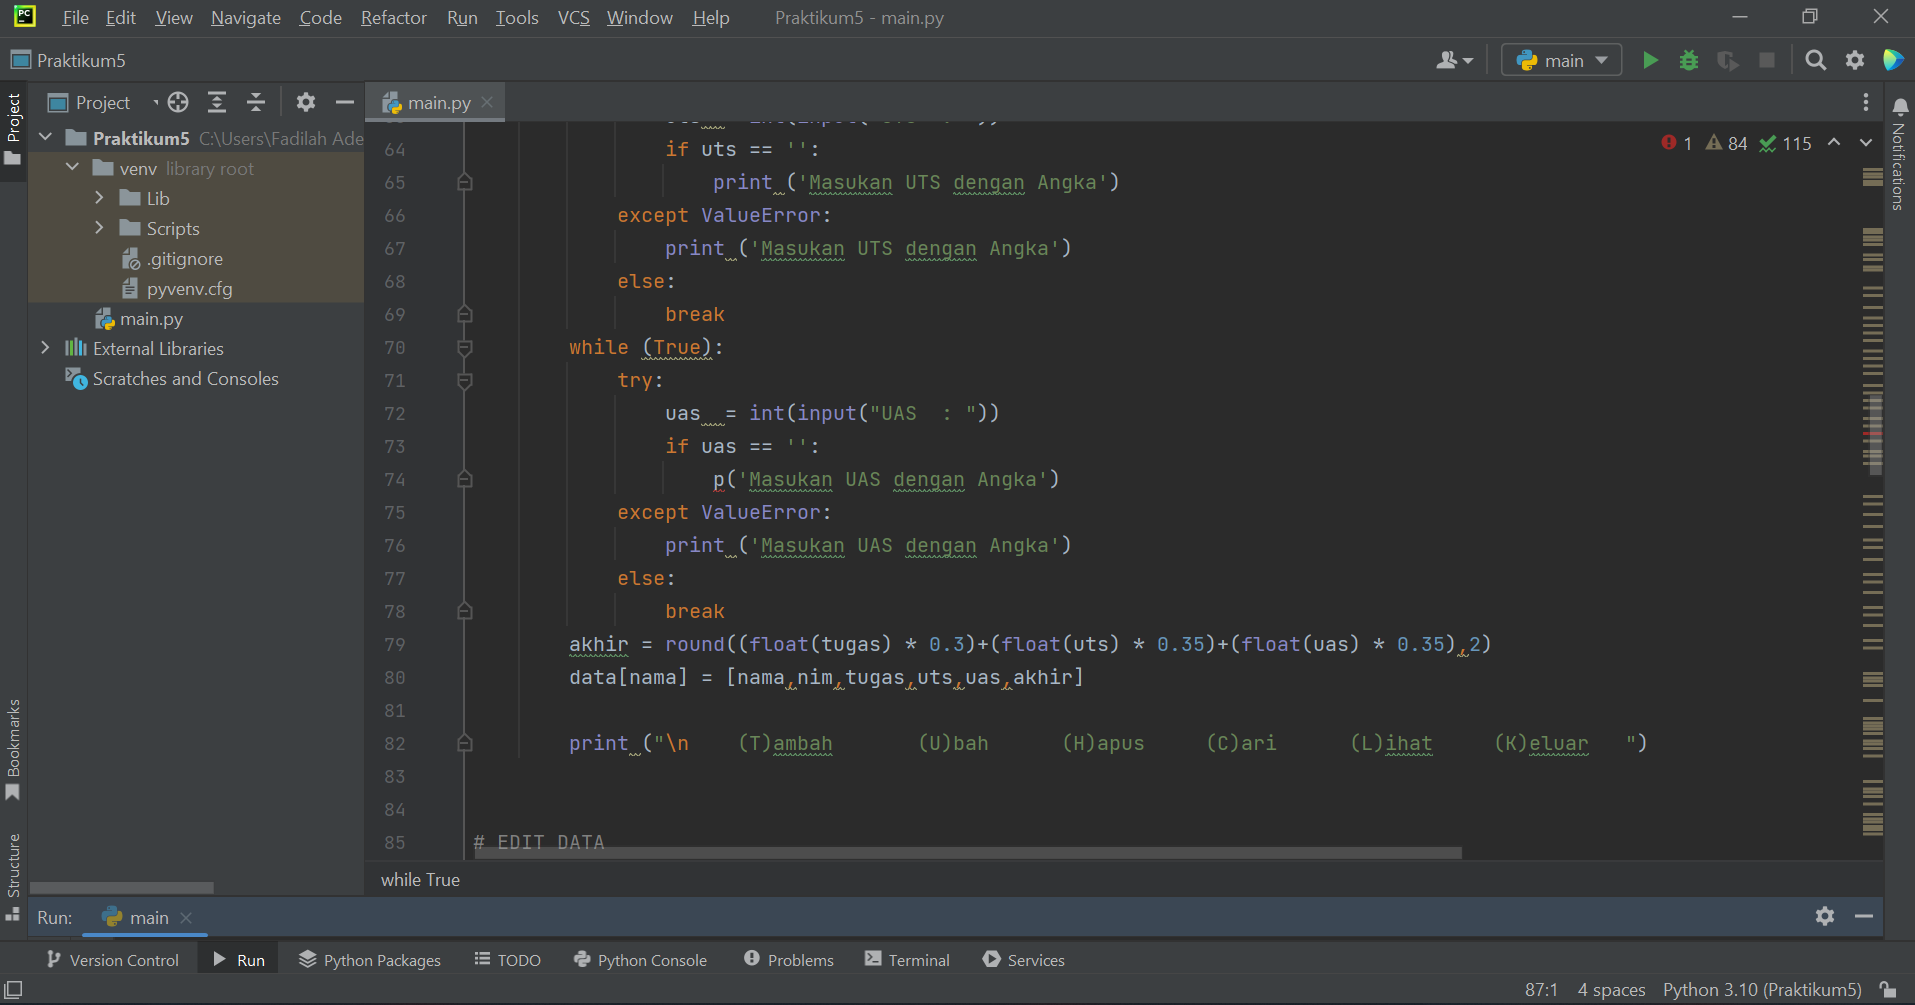 PC File Edit View Navigate Code Refactor Run Tools VCS Window Help Praktikum5 - main.py
Praktikum5
main
Project
main.py
Project
Praktikum5 C:\Users\Fadilah Ade
venv library root
Lib
Scripts
.gitignore
pyvenv.cfg
main.py
External Libraries
Scratches and Consoles
1 84 115
64 if uts == '':
65 print ('Masukan UTS dengan Angka')
66 except ValueError:
67 print ('Masukan UTS dengan Angka')
68 else:
69 break
70 while (True):
71 try:
72 uas  = int(input("UAS  : "))
73 if uas == '':
74 p('Masukan UAS dengan Angka')
75 except ValueError:
76 print ('Masukan UAS dengan Angka')
77 else:
78 break
79 akhir = round((float(tugas) * 0.3)+(float(uts) * 0.35)+(float(uas) * 0.35),2)
80 data[nama] = [nama,nim,tugas,uts,uas,akhir]
81
82 print ("\n    (T)ambah       (U)bah      (H)apus     (C)ari      (L)ihat     (K)eluar   ")
83
84
85 # EDIT DATA
while True
Notifications
Bookmarks
Structure
Run: main
Version Control Run Python Packages TODO Python Console Problems Terminal Services
87:1 4 spaces Python 3.10 (Praktikum5)